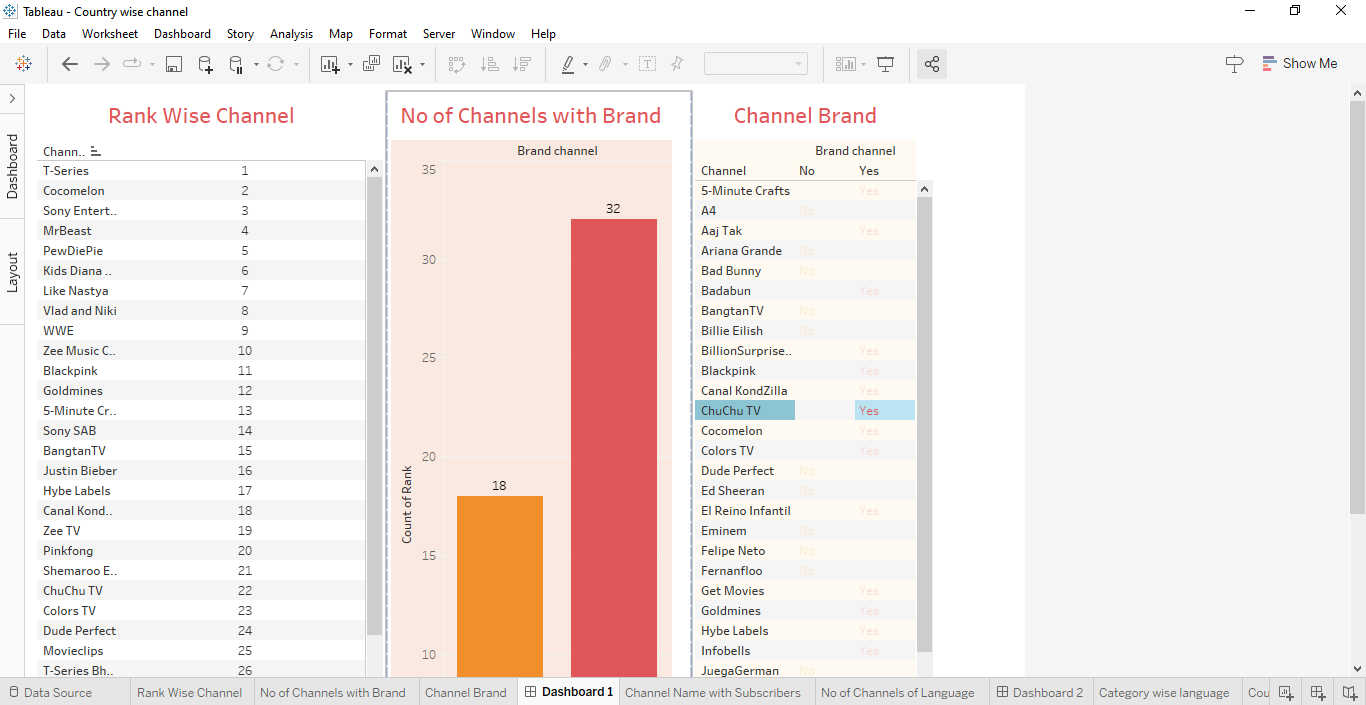 Tableau - Country wise channel
File Data Worksheet Dashboard Story Analysis Map Format Server Window Help
Show Me
Dashboard
Layout
Rank Wise Channel
Chann..
T-Series 1
Cocomelon 2
Sony Entert.. 3
MrBeast 4
PewDiePie 5
Kids Diana .. 6
Like Nastya 7
Vlad and Niki 8
WWE 9
Zee Music C.. 10
Blackpink 11
Goldmines 12
5-Minute Cr.. 13
Sony SAB 14
BangtanTV 15
Justin Bieber 16
Hybe Labels 17
Canal Kond.. 18
Zee TV 19
Pinkfong 20
Shemaroo E.. 21
ChuChu TV 22
Colors TV 23
Dude Perfect 24
Movieclips 25
T-Series Bh.. 26
No of Channels with Brand
Brand channel
35
32
30
25
20
18
15
10
Count of Rank
Channel Brand
Brand channel
Channel No Yes
5-Minute Crafts Yes
A4 No
Aaj Tak Yes
Ariana Grande No
Bad Bunny No
Badabun Yes
BangtanTV No
Billie Eilish No
BillionSurprise.. Yes
Blackpink Yes
Canal KondZilla Yes
ChuChu TV Yes
Cocomelon Yes
Colors TV Yes
Dude Perfect No
Ed Sheeran No
El Reino Infantil Yes
Eminem No
Felipe Neto No
Fernanfloo No
Get Movies Yes
Goldmines Yes
Hybe Labels Yes
Infobells Yes
JuegaGerman No
Data Source Rank Wise Channel No of Channels with Brand Channel Brand Dashboard 1 Channel Name with Subscribers No of Channels of Language Dashboard 2 Category wise language Cou